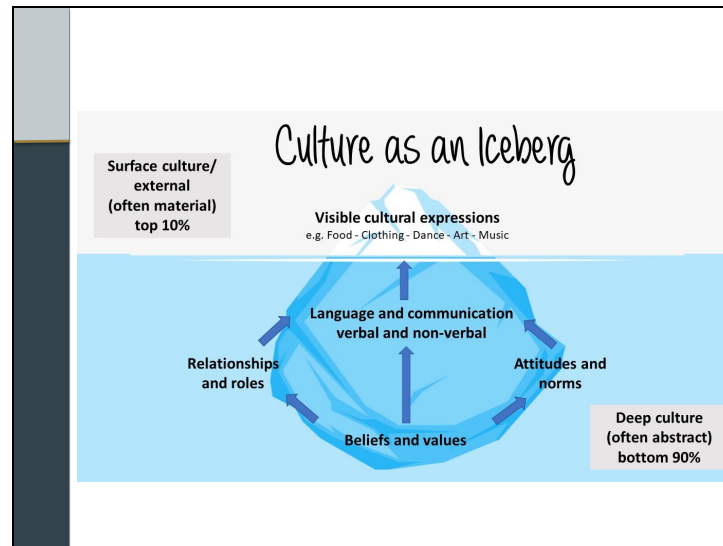 Culture as an Iceberg
Surface culture/
external
(often material)
top 10%
Visible cultural expressions
e.g. Food - Clothing - Dance - Art - Music
Language and communication
verbal and non-verbal
Relationships
and roles
Attitudes and
norms
Beliefs and values
Deep culture
(often abstract)
bottom 90%